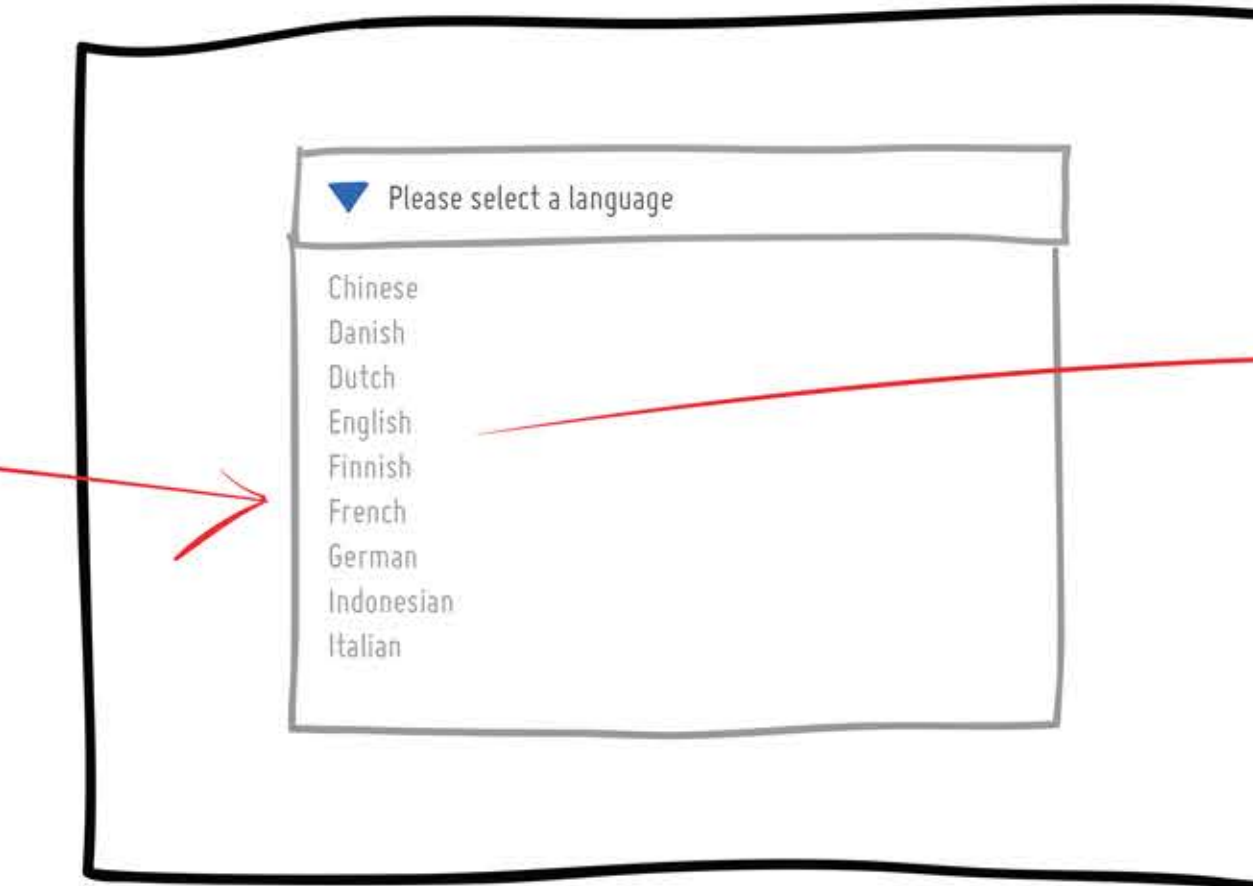 Please select a language
Chinese
Danish
Dutch
English
Finnish
French
German
Indonesian
Italian